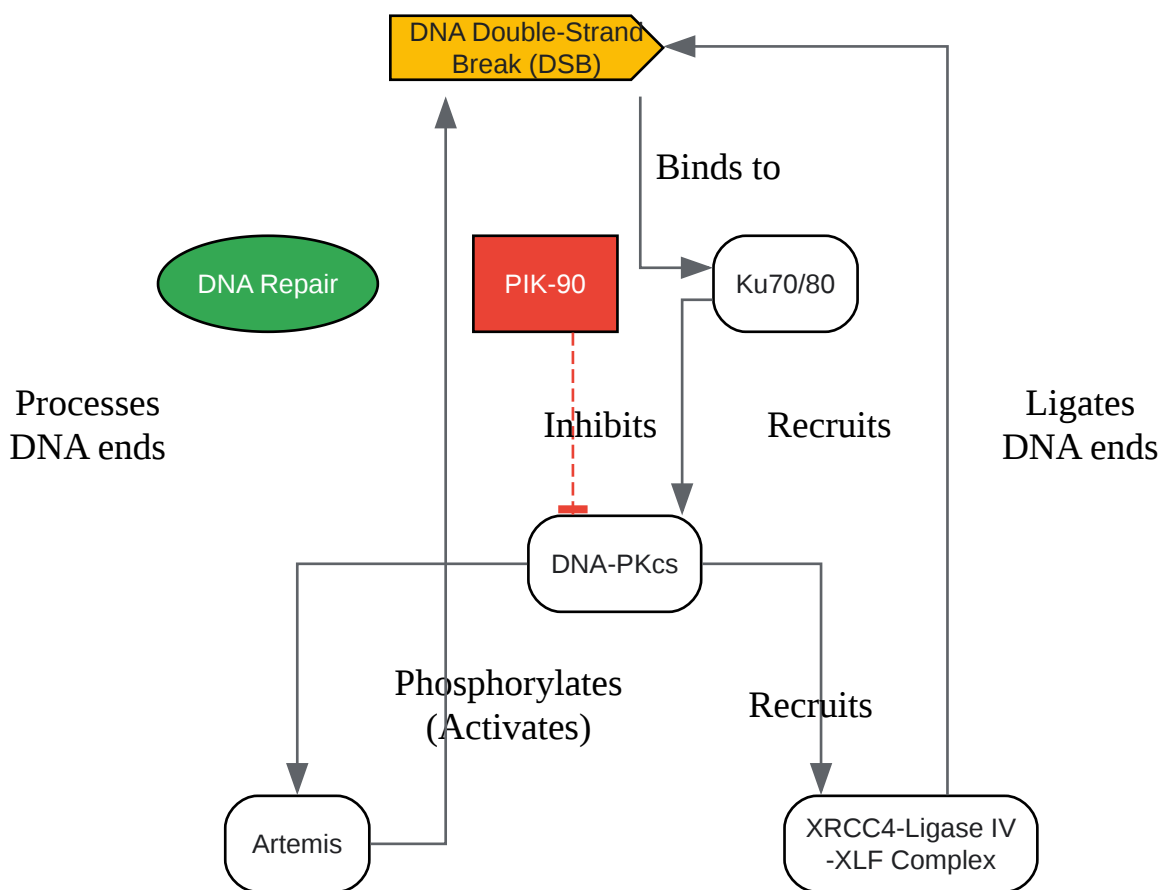 DNA Double-Strand
Break (DSB)
Binds to
DNA Repair
PIK-90
Ku70/80
Processes
DNA ends
Inhibits
Recruits
Ligates
DNA ends
DNA-PKcs
Phosphorylates
(Activates)
Recruits
Artemis
XRCC4-Ligase IV
-XLF Complex